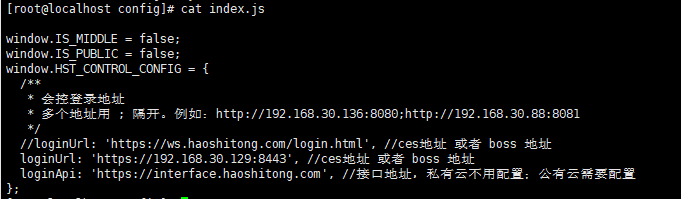 [root@localhost config]# cat index.js
window.IS_MIDDLE = false;
window.IS_PUBLIC = false;
window.HST_CONTROL_CONFIG = {
/**
* 会控登录地址
* 多个地址用 ; 隔开。例如: http://192.168.30.136:8080;http://192.168.30.88:8081
*/
//loginUrl: 'https://ws.haoshitong.com/login.html', //ces地址 或者 boss 地址
loginUrl: 'https://192.168.30.129:8443', //ces地址 或者 boss 地址
loginApi: 'https://interface.haoshitong.com', //接口地址，私有云不用配置；公有云需要配置
};